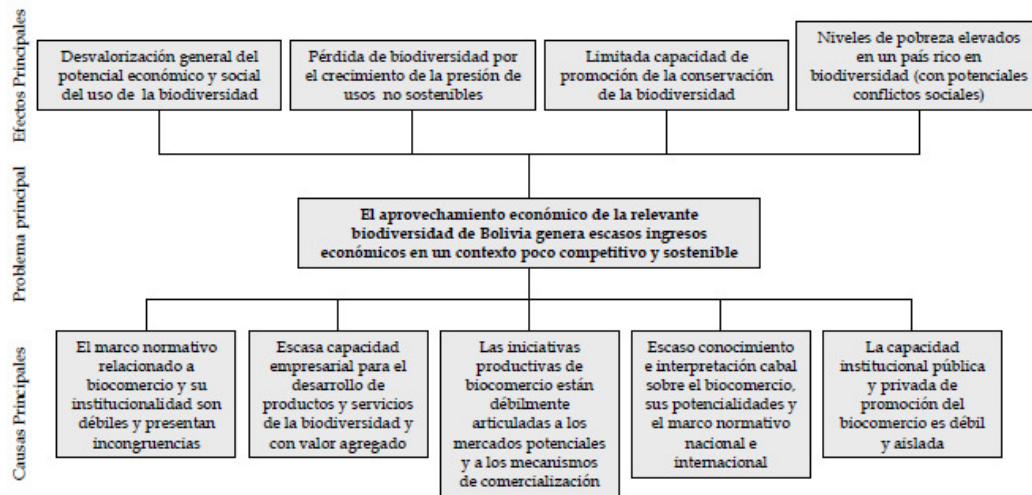 Efectos Principales
Desvalorización general del
potencial económico y social
del uso de la biodiversidad
Pérdida de biodiversidad por
el crecimiento de la presión de
usos no sostenibles
Limitada capacidad de
promoción de la conservación
de la biodiversidad
Niveles de pobreza elevados
en un país rico en
biodiversidad (con potenciales
conflictos sociales)
Problema principal
El aprovechamiento económico de la relevante
biodiversidad de Bolivia genera escasos ingresos
económicos en un contexto poco competitivo y sostenible
Causas Principales
El marco normativo
relacionado a
biocomercio y su
institucionalidad son
débiles y presentan
incongruencias
Escasa capacidad
empresarial para el
desarrollo de
productos y servicios
de la biodiversidad y
con valor agregado
Las iniciativas
productivas de
biocomercio están
débilmente
articuladas a los
mercados potenciales
y a los mecanismos
de comercialización
Escaso conocimiento
e interpretación cabal
sobre el biocomercio,
sus potencialidades y
el marco normativo
nacional e
internacional
La capacidad
institucional pública
y privada de
promoción del
biocomercio es débil
y aislada